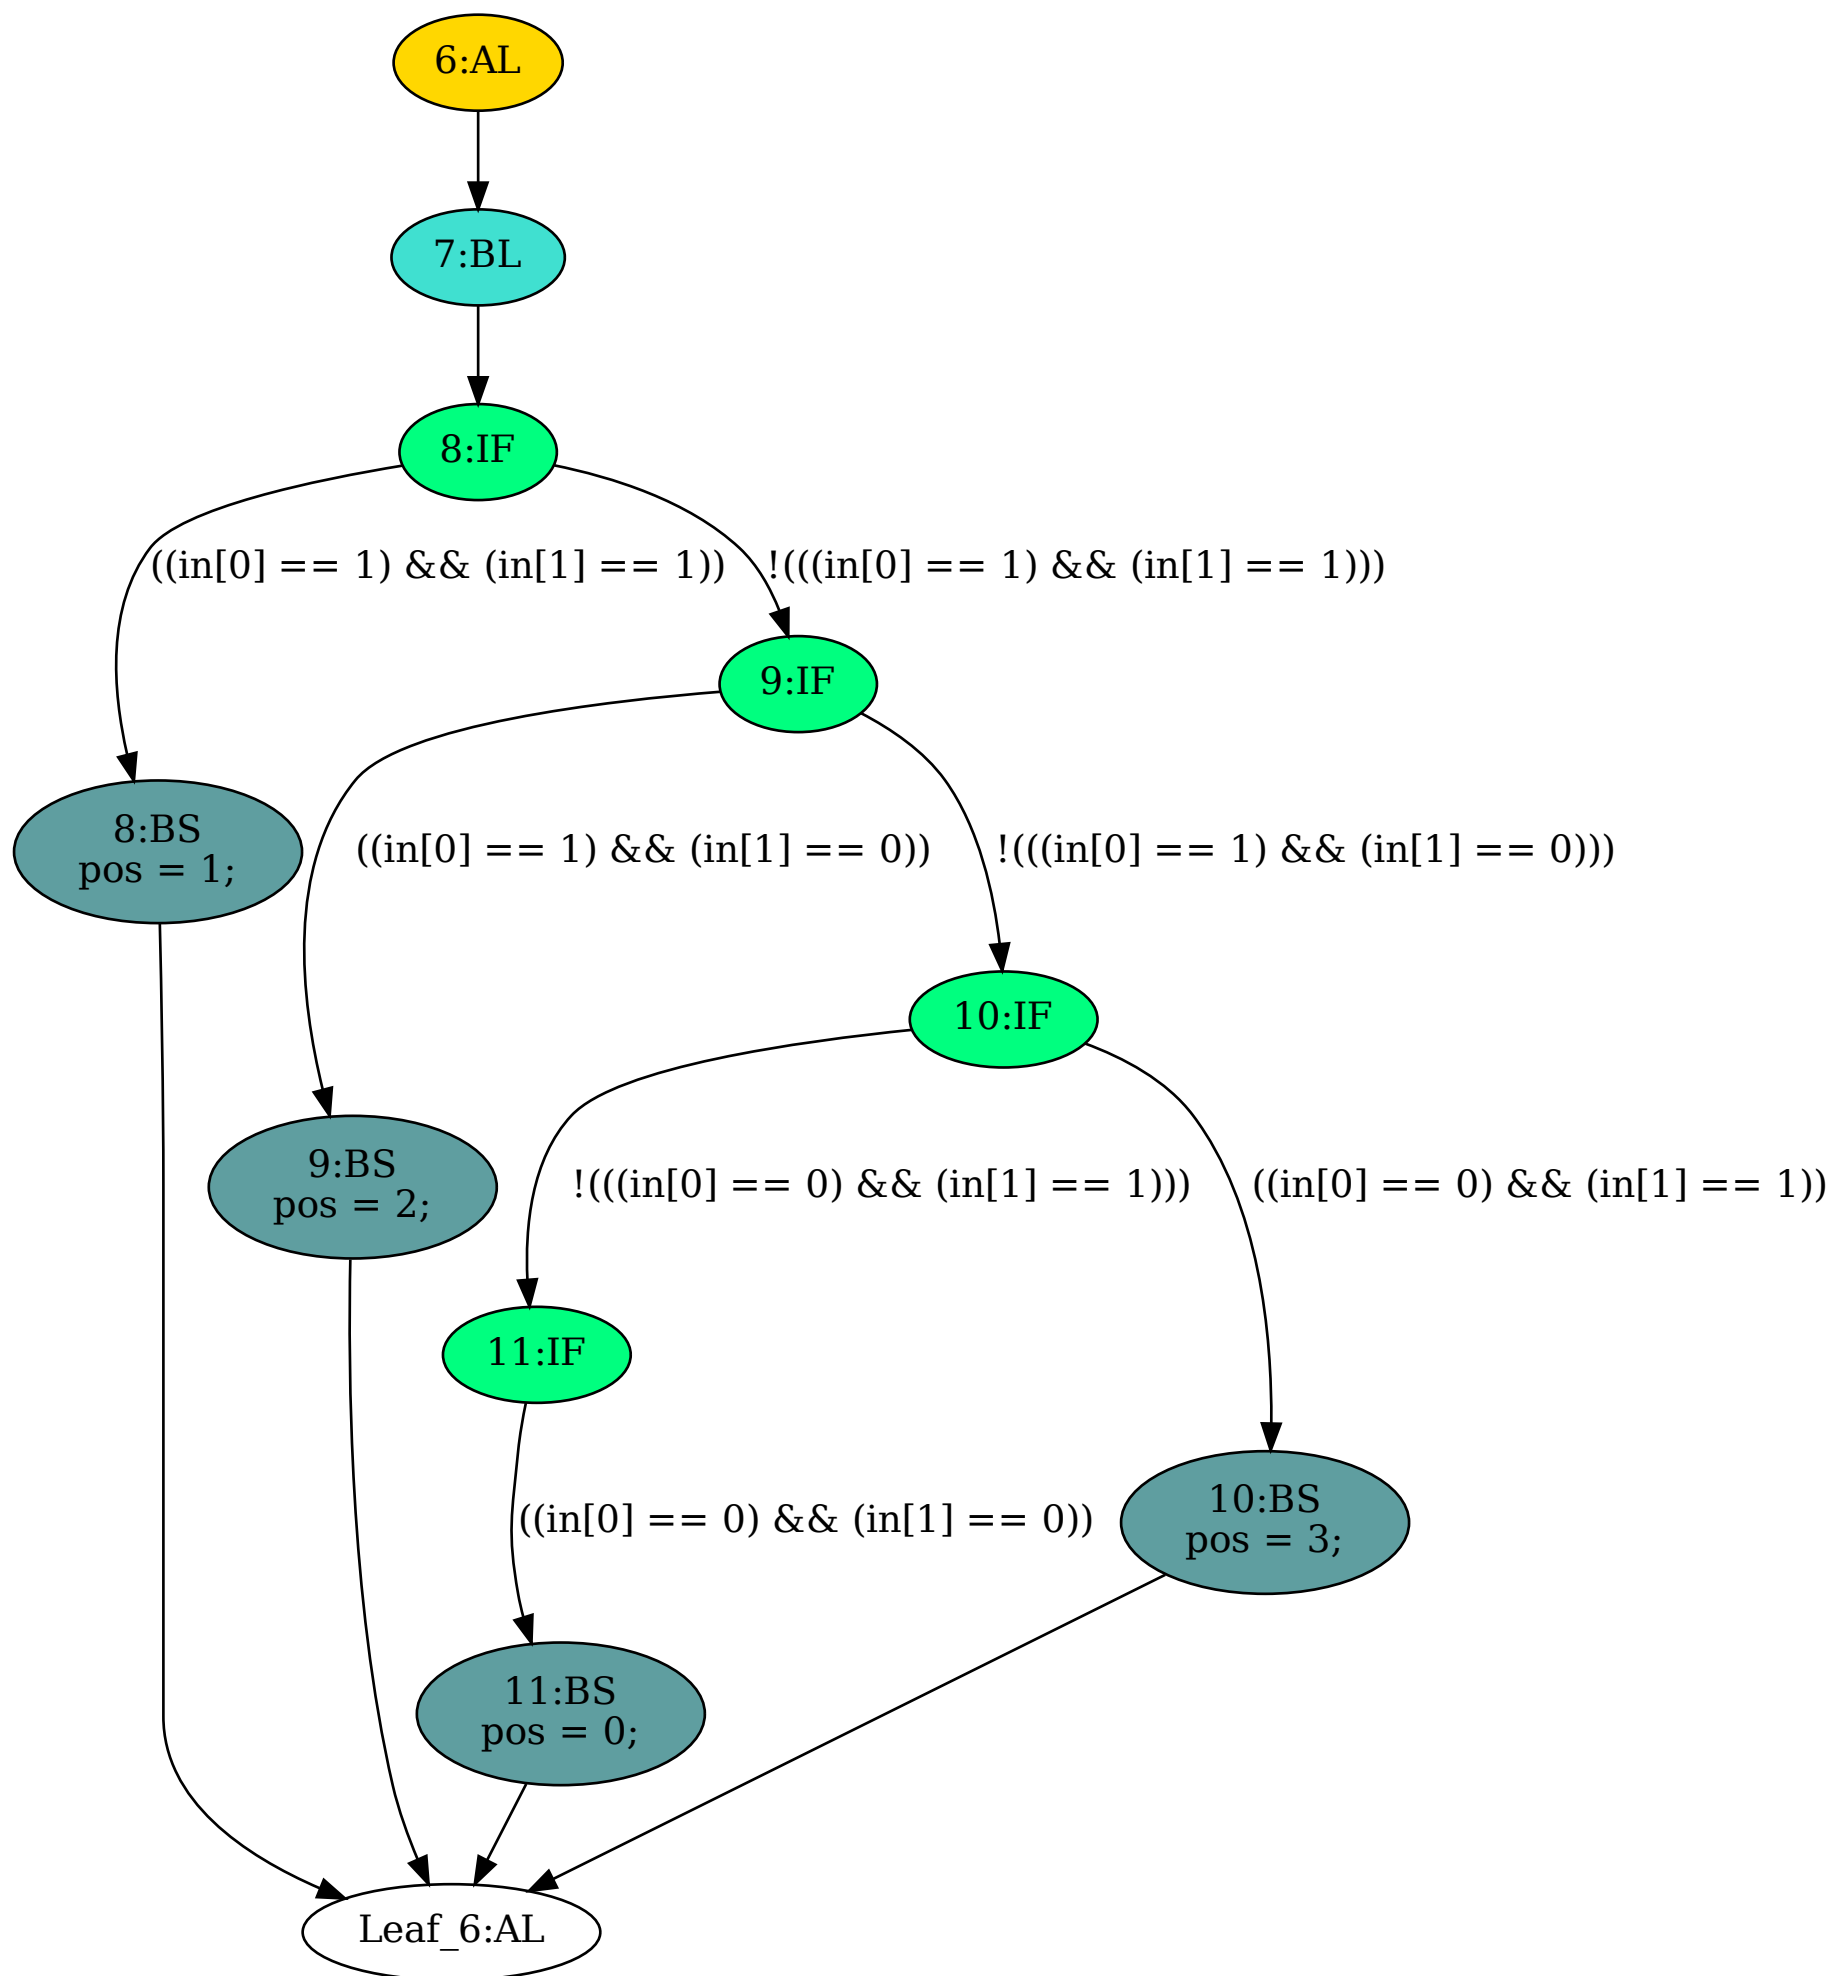 6:AL
7:BL
8:IF
((in[0] == 1) && (in[1] == 1))
!(((in[0] == 1) && (in[1] == 1)))
9:IF
8:BS
pos = 1;
((in[0] == 1) && (in[1] == 0))
!(((in[0] == 1) && (in[1] == 0)))
10:IF
9:BS
pos = 2;
!(((in[0] == 0) && (in[1] == 1)))
((in[0] == 0) && (in[1] == 1))
11:IF
((in[0] == 0) && (in[1] == 0))
10:BS
pos = 3;
11:BS
pos = 0;
Leaf_6:AL